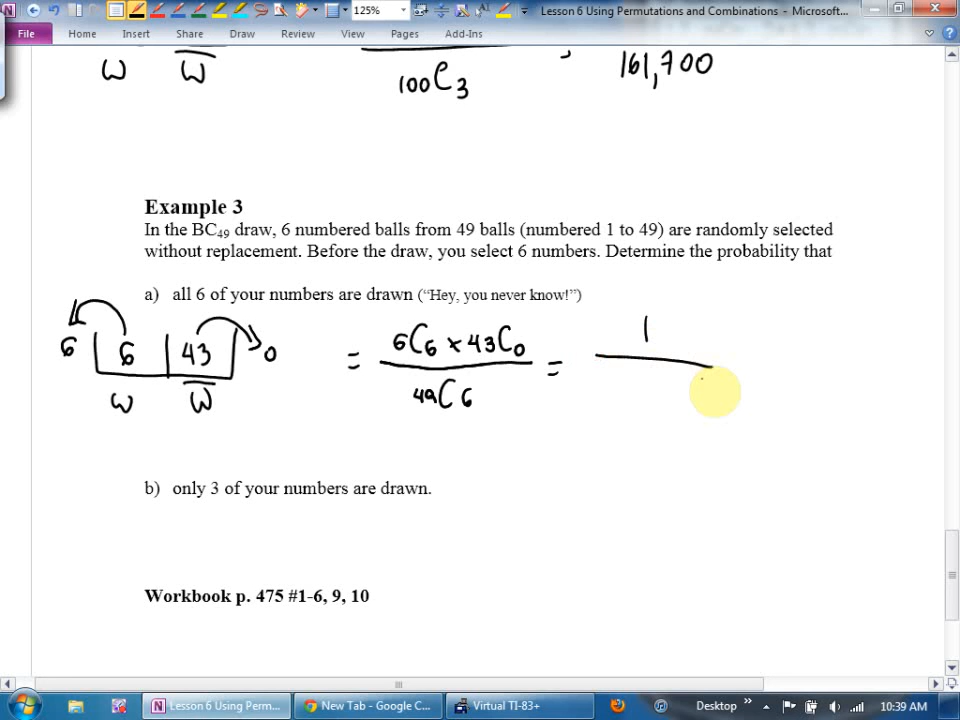 125% Lesson 6 Using Permutations and Combinations - Microsoft...
File Home Insert Share Draw Review View Pages Add-Ins
W W̅ 100C3 161,700
Example 3
In the BC49 draw, 6 numbered balls from 49 balls (numbered 1 to 49) are randomly selected
without replacement. Before the draw, you select 6 numbers. Determine the probability that
a) all 6 of your numbers are drawn ("Hey, you never know!")
6 6 43 0 = 6C6 × 43C0 = 1
W W̅ 49C6
b) only 3 of your numbers are drawn.
Workbook p. 475 #1-6, 9, 10
Lesson 6 Using Perm... New Tab - Google C... Virtual TI-83+ Desktop » 10:39 AM